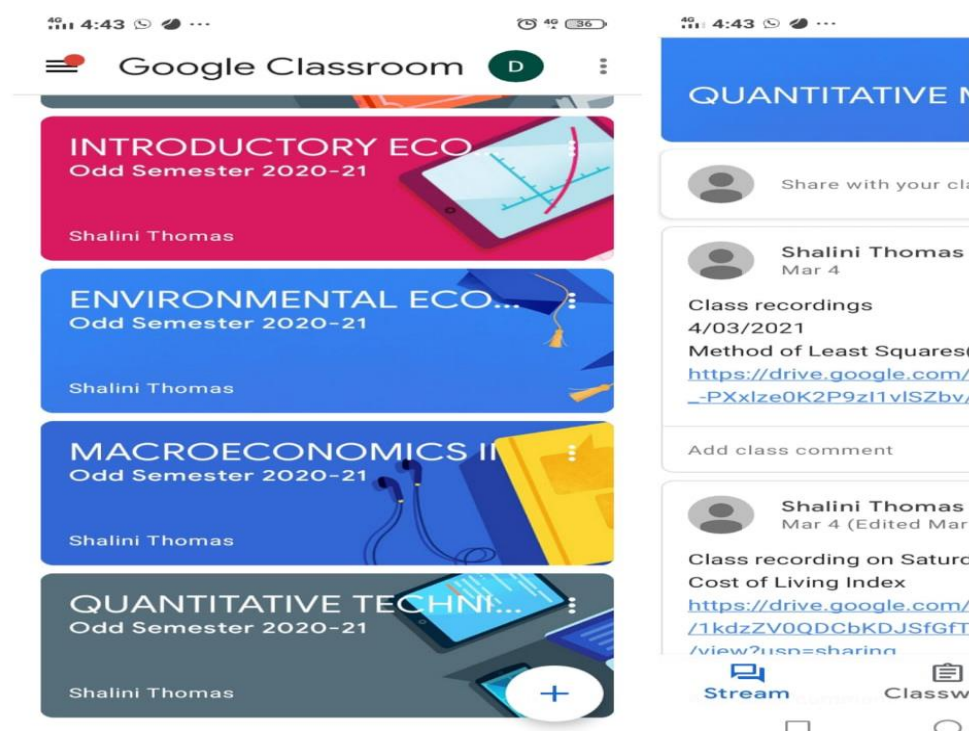 4G 4:43 ...
4G 36
Google Classroom D
INTRODUCTORY ECO...
Odd Semester 2020-21
Shalini Thomas
ENVIRONMENTAL ECO...
Odd Semester 2020-21
Shalini Thomas
MACROECONOMICS
Odd Semester 2020-21
Shalini Thomas
QUANTITATIVE TECHNI...
Odd Semester 2020-21
Shalini Thomas
4G 4:43 ...
QUANTITATIVE
Share with your
Shalini Thomas
Mar 4
Class recordings
4/03/2021
Method of Least Squares(
https://drive.google.com/
_-PXxlze0K2P9zI1vlSZbv/
Add class comment
Shalini Thomas
Mar 4 (Edited Mar
Class recording on
Cost of Living Index
https://drive.google.com/
/1kdzZV0QDCbKDJSfGfT
/view?usp=sharing
Stream